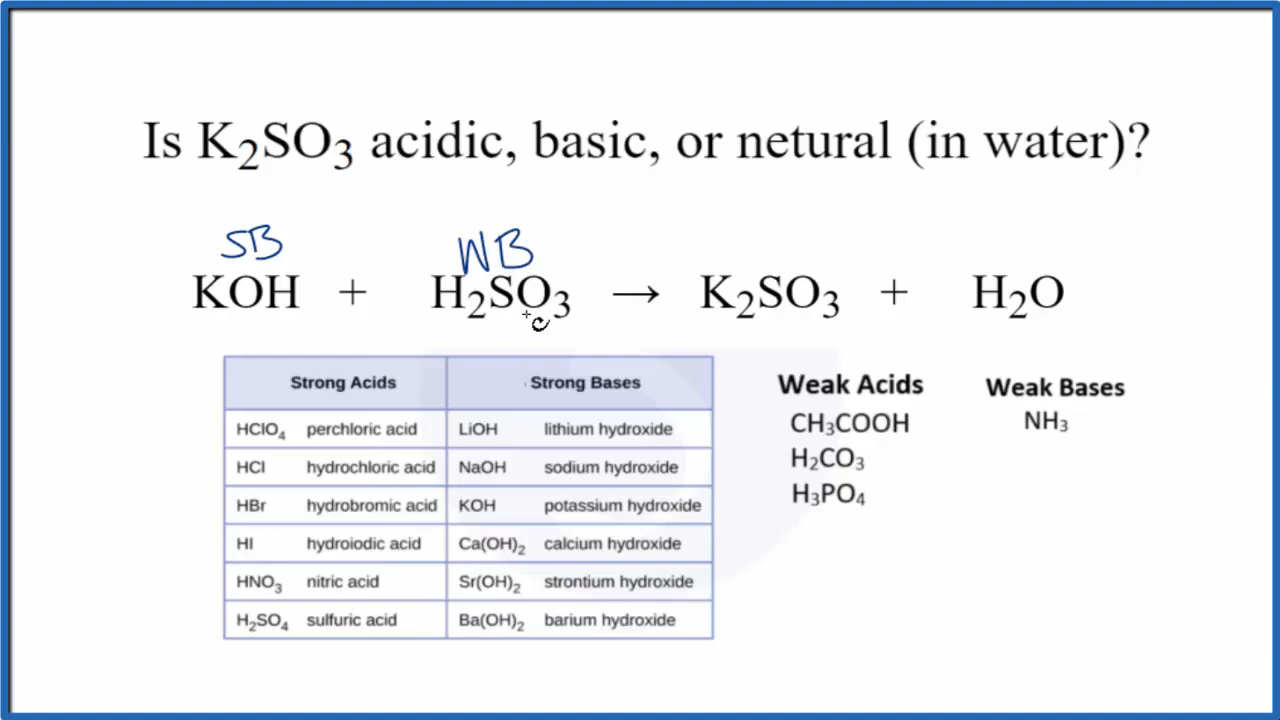 Is K₂SO₃ acidic, basic, or netural (in water)?
SB WB
KOH + H₂SO₃ → K₂SO₃ + H₂O
Strong Acids Strong Bases
HClO₄ perchloric acid LiOH lithium hydroxide
HCl hydrochloric acid NaOH sodium hydroxide
HBr hydrobromic acid KOH potassium hydroxide
HI hydroiodic acid Ca(OH)₂ calcium hydroxide
HNO₃ nitric acid Sr(OH)₂ strontium hydroxide
H₂SO₄ sulfuric acid Ba(OH)₂ barium hydroxide
Weak Acids Weak Bases
CH₃COOH NH₃
H₂CO₃
H₃PO₄